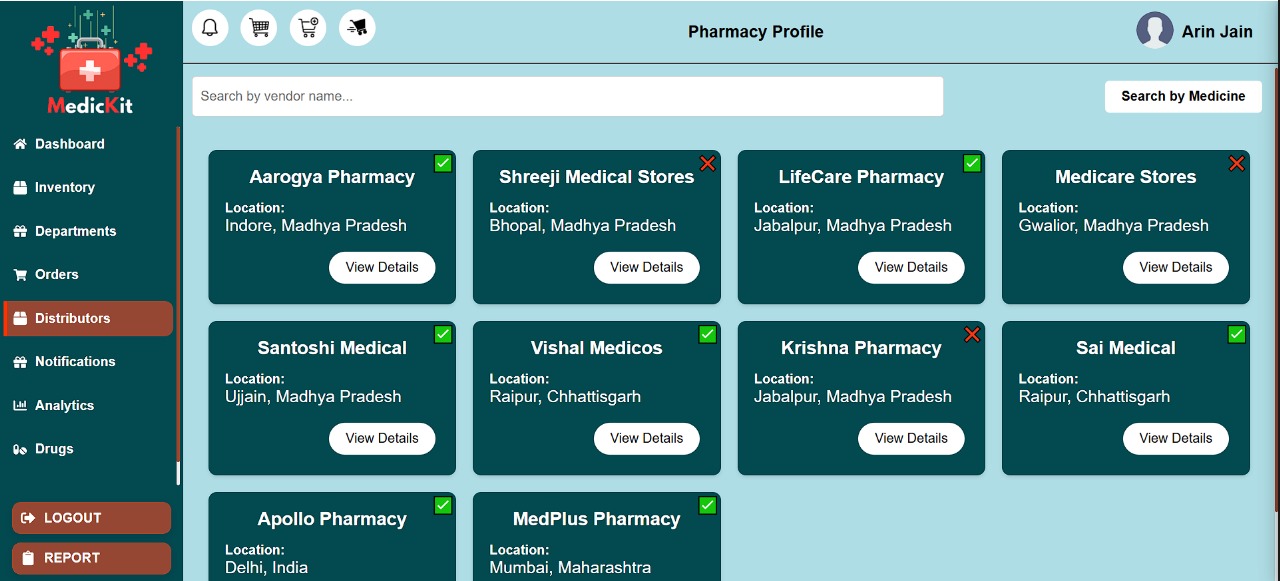 MedicKit
Dashboard
Inventory
Departments
Orders
Distributors
Notifications
Analytics
Drugs
LOGOUT
REPORT
Pharmacy Profile
Arin Jain
Search by vendor name...
Search by Medicine
Aarogya Pharmacy
Location:
Indore, Madhya Pradesh
View Details
Shreeji Medical Stores
Location:
Bhopal, Madhya Pradesh
View Details
LifeCare Pharmacy
Location:
Jabalpur, Madhya Pradesh
View Details
Medicare Stores
Location:
Gwalior, Madhya Pradesh
View Details
Santoshi Medical
Location:
Ujjain, Madhya Pradesh
View Details
Vishal Medicos
Location:
Raipur, Chhattisgarh
View Details
Krishna Pharmacy
Location:
Jabalpur, Madhya Pradesh
View Details
Sai Medical
Location:
Raipur, Chhattisgarh
View Details
Apollo Pharmacy
Location:
Delhi, India
MedPlus Pharmacy
Location:
Mumbai, Maharashtra